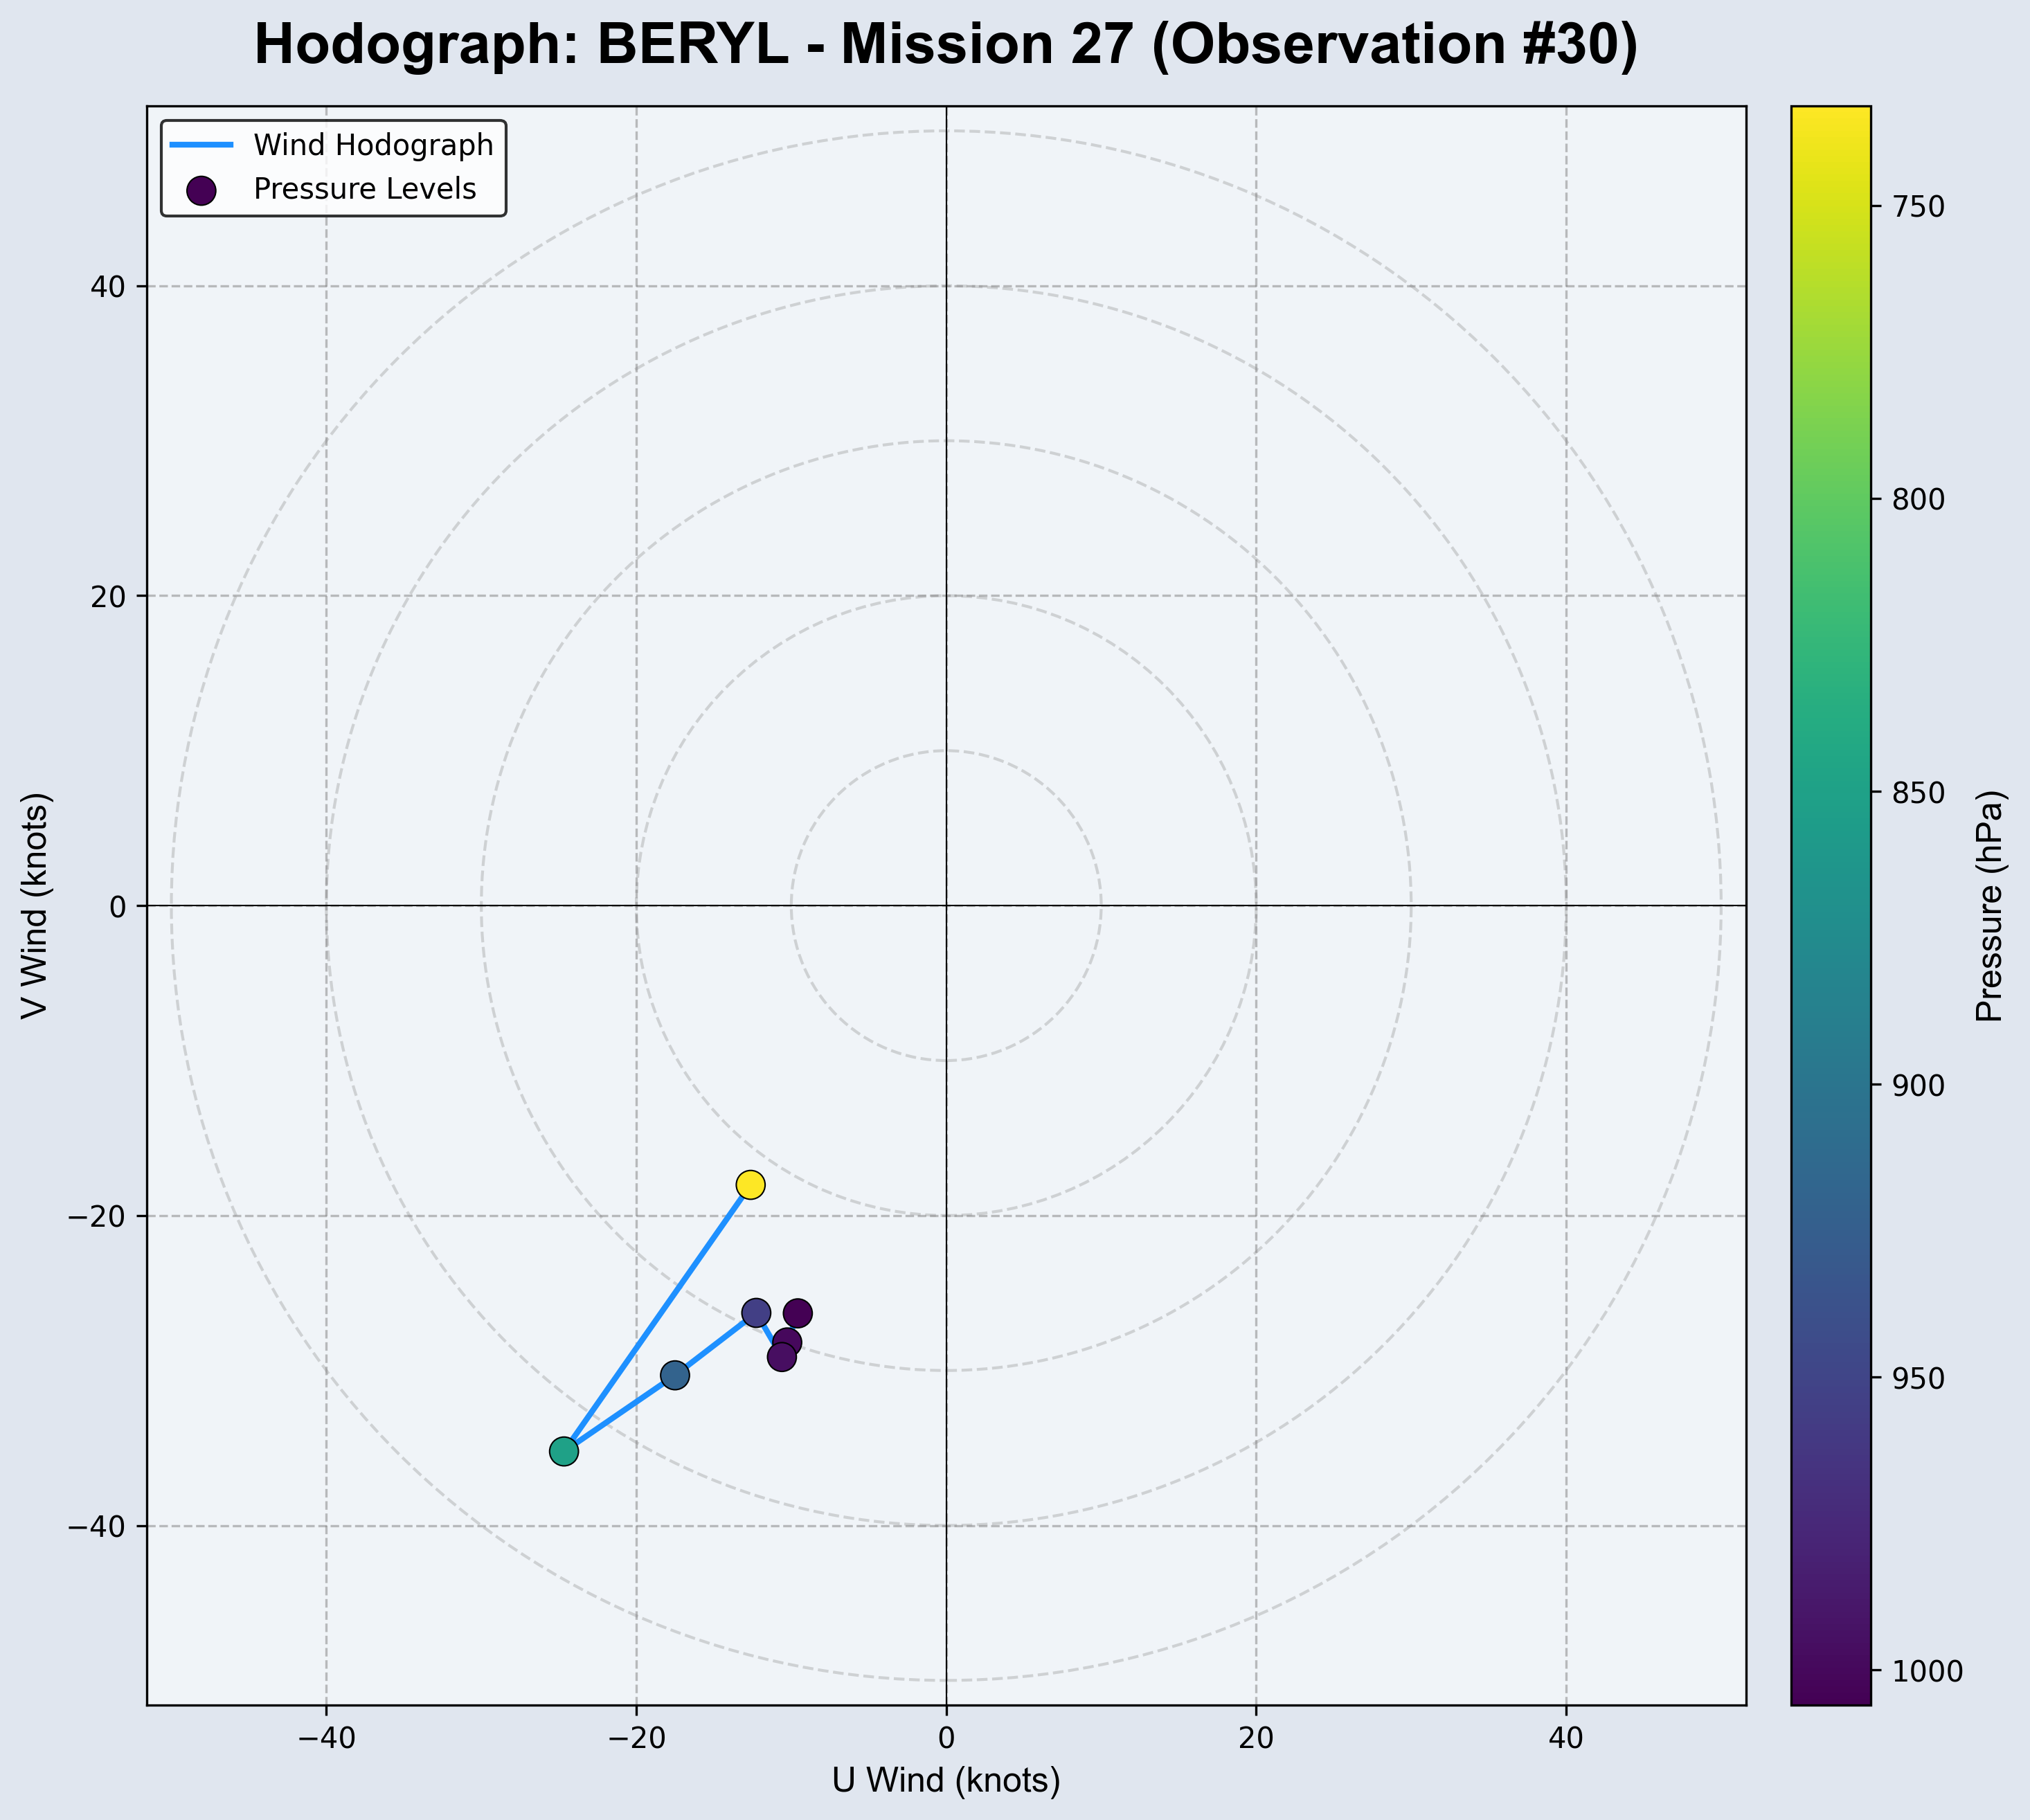 Hodograph: BERYL - Mission 27 (Observation #30)
Wind Hodograph
Pressure Levels
V Wind (knots)
40
20
0
−20
−40
−40
−20
0
20
40
U Wind (knots)
750
800
850
900
950
1000
Pressure (hPa)